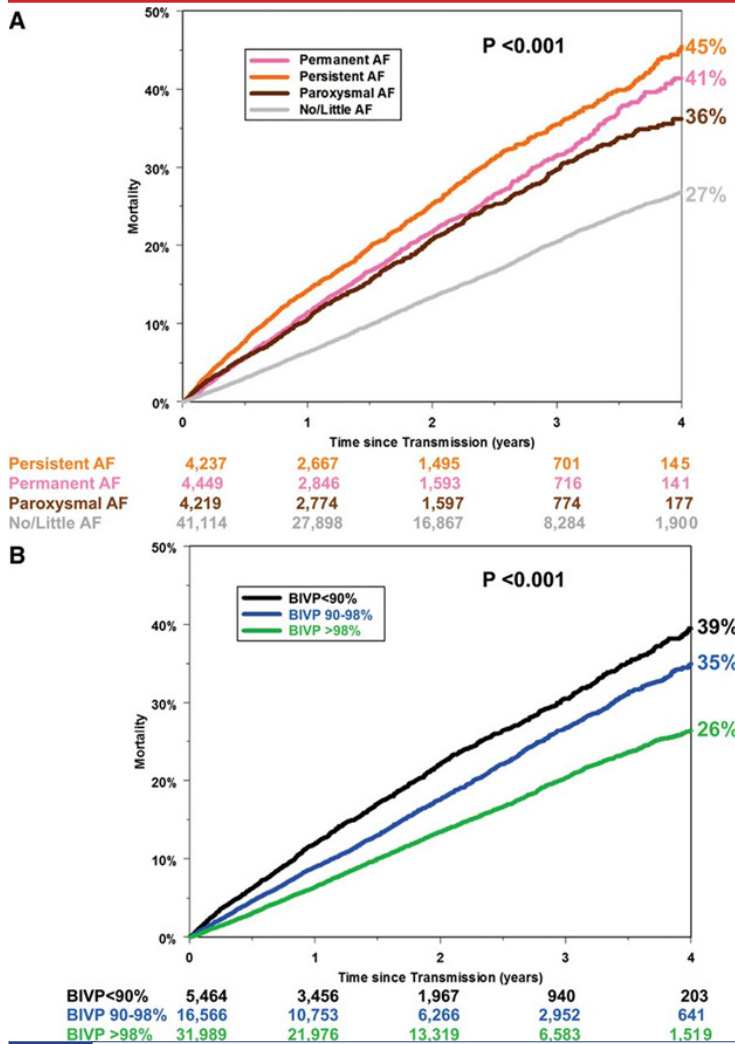 A
50%
P <0.001
Permanent AF
Persistent AF
Paroxysmal AF
No/Little AF
45%
41%
40%
36%
30%
27%
20%
10%
0%
Mortality
0 1 2 3 4
Time since Transmission (years)
Persistent AF 4,237 2,667 1,495 701 145
Permanent AF 4,449 2,846 1,593 716 141
Paroxysmal AF 4,219 2,774 1,597 774 177
No/Little AF 41,114 27,898 16,867 8,284 1,900
B
50%
P <0.001
BIVP<90%
BIVP 90-98%
BIVP >98%
40%
39%
35%
30%
26%
20%
10%
0%
Mortality
0 1 2 3 4
Time since Transmission (years)
BIVP<90% 5,464 3,456 1,967 940 203
BIVP 90-98% 16,566 10,753 6,266 2,952 641
BIVP >98% 31,989 21,976 13,319 6,583 1,519